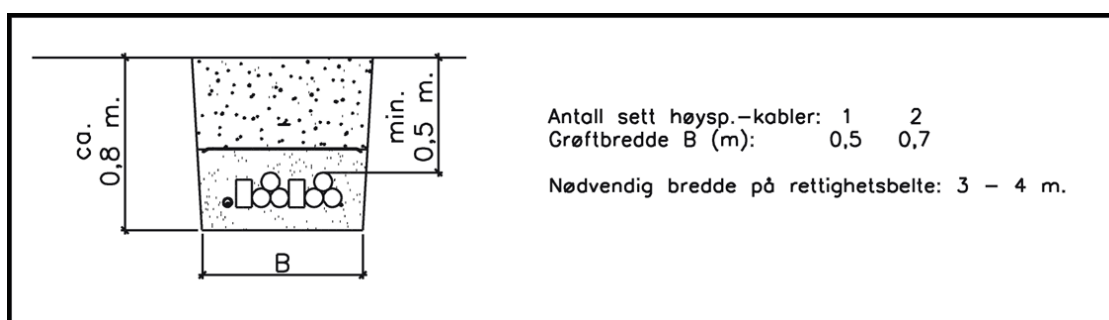 ca.
0,8 m.
min.
0,5 m.
B
Antall sett høysp.–kabler: 1 2
Grøftbredde B (m): 0,5 0,7
Nødvendig bredde på rettighetsbelte: 3 – 4 m.